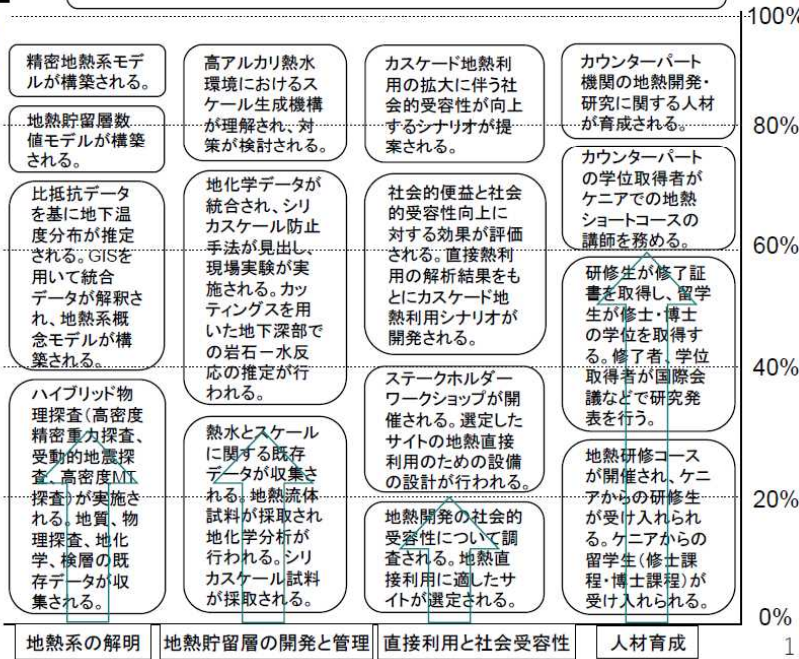 100%
精密地熱系モデ
ルが構築される。
地熱貯留層数
値モデルが構築
される。
比抵抗データ
を基に地下温
度分布が推定
される。GISを
用いて統合
データが解釈さ
れ、地熱系概
念モデルが構
築される。
ハイブリッド物
理探査(高密度
精密重力探査、
受動的地震探
査、高密度MT
探査)が実施さ
れる。地質、物
理探査、地化
学、検層の既
存データが収
集される。
地熱系の解明
高アルカリ熱水
環境におけるス
ケール生成機構
が理解され、対
策が検討される。
地化学データが
統合され、シリ
カスケール防止
手法が見出し、
現場実験が実
施される。カッ
ティングスを用
いた地下深部で
の岩石-水反
応の推定が行
われる。
熱水とスケール
に関する既存
データが収集さ
れる。地熱流体
試料が採取され
地化学分析が
行われる。シリ
カスケール試料
が採取される。
地熱貯留層の開発と管理
カスケード地熱利
用の拡大に伴う社
会的受容性が向上
するシナリオが提
案される。
社会的便益と社会
的受容性向上に
対する効果が評価
される。直接熱利
用の解析結果をも
とにカスケード地
熱利用シナリオが
開発される。
ステークホルダー
ワークショップが開
催される。選定した
サイトの地熱直接
利用のための設備
の設計が行われる。
地熱開発の社会的
受容性について調
査される。地熱直
接利用に適したサ
イトが選定される。
直接利用と社会受容性
カウンターパート
機関の地熱開発・
研究に関する人材
が育成される。
カウンターパート
の学位取得者が
ケニアでの地熱
ショートコースの
講師を務める。
研修生が修了証
書を取得し、留学
生が修士・博士
の学位を取得す
る。修了者、学位
取得者が国際会
議などで研究発
表を行う。
地熱研修コース
が開催され、ケニ
アからの研修生
が受け入れられ
る。ケニアからの
留学生(修士課
程・博士課程)が
受け入れられる。
人材育成
80%
60%
40%
20%
0%
1